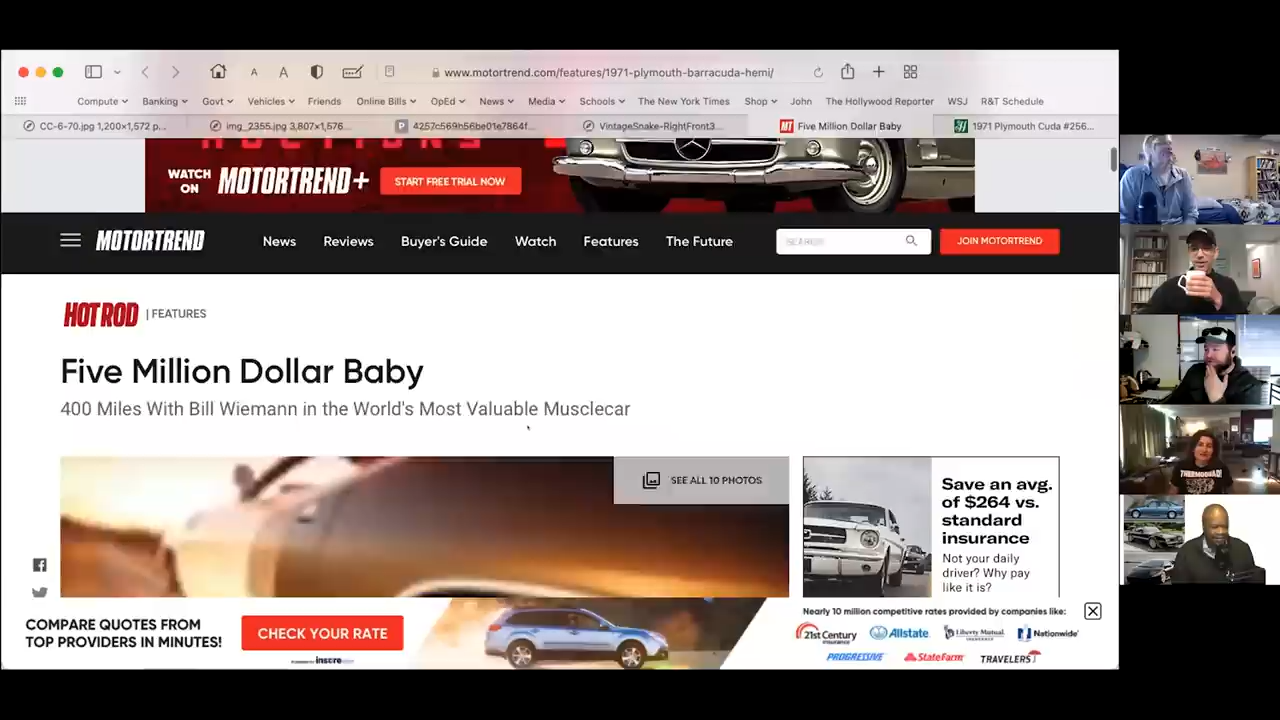 www.motortrend.com/features/1971-plymouth-barracuda-hemi/
Compute
Banking
Govt
Vehicles
Friends
Online Bills
OpEd
News
Media
Schools
The New York Times
Shop
John
The Hollywood Reporter
WSJ
R&T Schedule
CC-6-70.jpg 1,200×1,572 p...
img_2355.jpg 3,807×1,576...
4257c569b56be01e7864f...
VintageSnake-RightFront3...
Five Million Dollar Baby
1971 Plymouth Cuda #256...
WATCH ON MOTORTREND+
START FREE TRIAL NOW
MOTORTREND
News
Reviews
Buyer's Guide
Watch
Features
The Future
SEARCH
JOIN MOTORTREND
HOT ROD | FEATURES
Five Million Dollar Baby
400 Miles With Bill Wiemann in the World's Most Valuable Musclecar
SEE ALL 10 PHOTOS
Save an avg.
of $264 vs.
standard
insurance
Not your daily
driver? Why pay
like it is?
COMPARE QUOTES FROM
TOP PROVIDERS IN MINUTES!
CHECK YOUR RATE
Nearly 10 million competitive rates provided by companies like:
21st Century Insurance
Allstate
Liberty Mutual
Nationwide
PROGRESSIVE
StateFarm
TRAVELERS